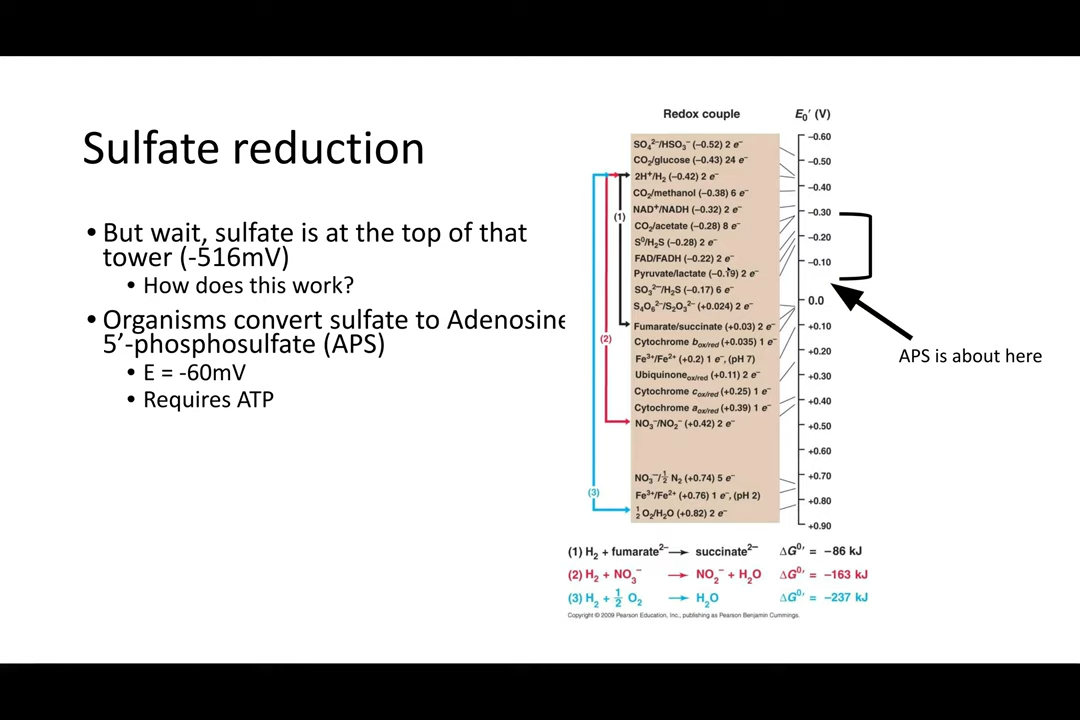 Sulfate reduction
• But wait, sulfate is at the top of that
tower (-516mV)
• How does this work?
• Organisms convert sulfate to Adenosine
5’-phosphosulfate (APS)
• E = -60mV
• Requires ATP
Redox couple
E₀′ (V)
SO₄²⁻/HSO₃⁻ (–0.52) 2 e⁻
CO₂/glucose (–0.43) 24 e⁻
2H⁺/H₂ (–0.42) 2 e⁻
CO₂/methanol (–0.38) 6 e⁻
NAD⁺/NADH (–0.32) 2 e⁻
CO₂/acetate (–0.28) 8 e⁻
S⁰/H₂S (–0.28) 2 e⁻
FAD/FADH (–0.22) 2 e⁻
Pyruvate/lactate (–0.19) 2 e⁻
SO₃²⁻/H₂S (–0.17) 6 e⁻
S₄O₆²⁻/S₂O₃²⁻ (+0.024) 2 e⁻
Fumarate/succinate (+0.03) 2 e⁻
Cytochrome b ox/red (+0.035) 1 e⁻
Fe³⁺/Fe²⁺ (+0.2) 1 e⁻, (pH 7)
Ubiquinone ox/red (+0.11) 2 e⁻
Cytochrome c ox/red (+0.25) 1 e⁻
Cytochrome a ox/red (+0.39) 1 e⁻
NO₃⁻/NO₂⁻ (+0.42) 2 e⁻
NO₃⁻/½ N₂ (+0.74) 5 e⁻
Fe³⁺/Fe²⁺ (+0.76) 1 e⁻, (pH 2)
½ O₂/H₂O (+0.82) 2 e⁻
(1)
(2)
(3)
–0.60
–0.50
–0.40
–0.30
–0.20
–0.10
0.0
+0.10
+0.20
+0.30
+0.40
+0.50
+0.60
+0.70
+0.80
+0.90
APS is about here
(1) H₂ + fumarate²⁻ → succinate²⁻ ΔG⁰′ = –86 kJ
(2) H₂ + NO₃⁻ → NO₂⁻ + H₂O ΔG⁰′ = –163 kJ
(3) H₂ + ½ O₂ → H₂O ΔG⁰′ = –237 kJ
Copyright © 2009 Pearson Education, Inc., publishing as Pearson Benjamin Cummings.